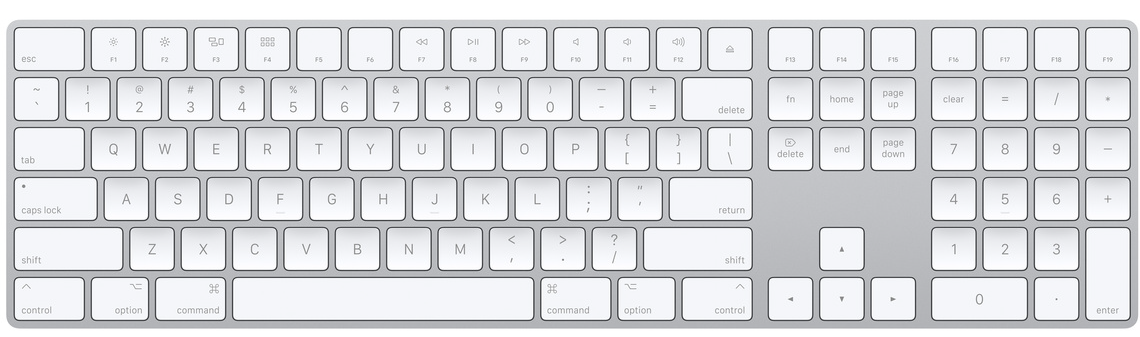 esc F1 F2 F3 F4 F5 F6 F7 F8 F9 F10 F11 F12 F13 F14 F15 F16 F17 F18 F19
~ ! @ # $ % ^ & * ( ) — +
` 1 2 3 4 5 6 7 8 9 0 - = delete fn home page up clear = / *
tab Q W E R T Y U I O P { [ } ] | \ delete end page down 7 8 9 −
caps lock A S D F G H J K L : ; " ' return 4 5 6 +
shift Z X C V B N M < , > . ? / shift 1 2 3
control option command command option control 0 . enter